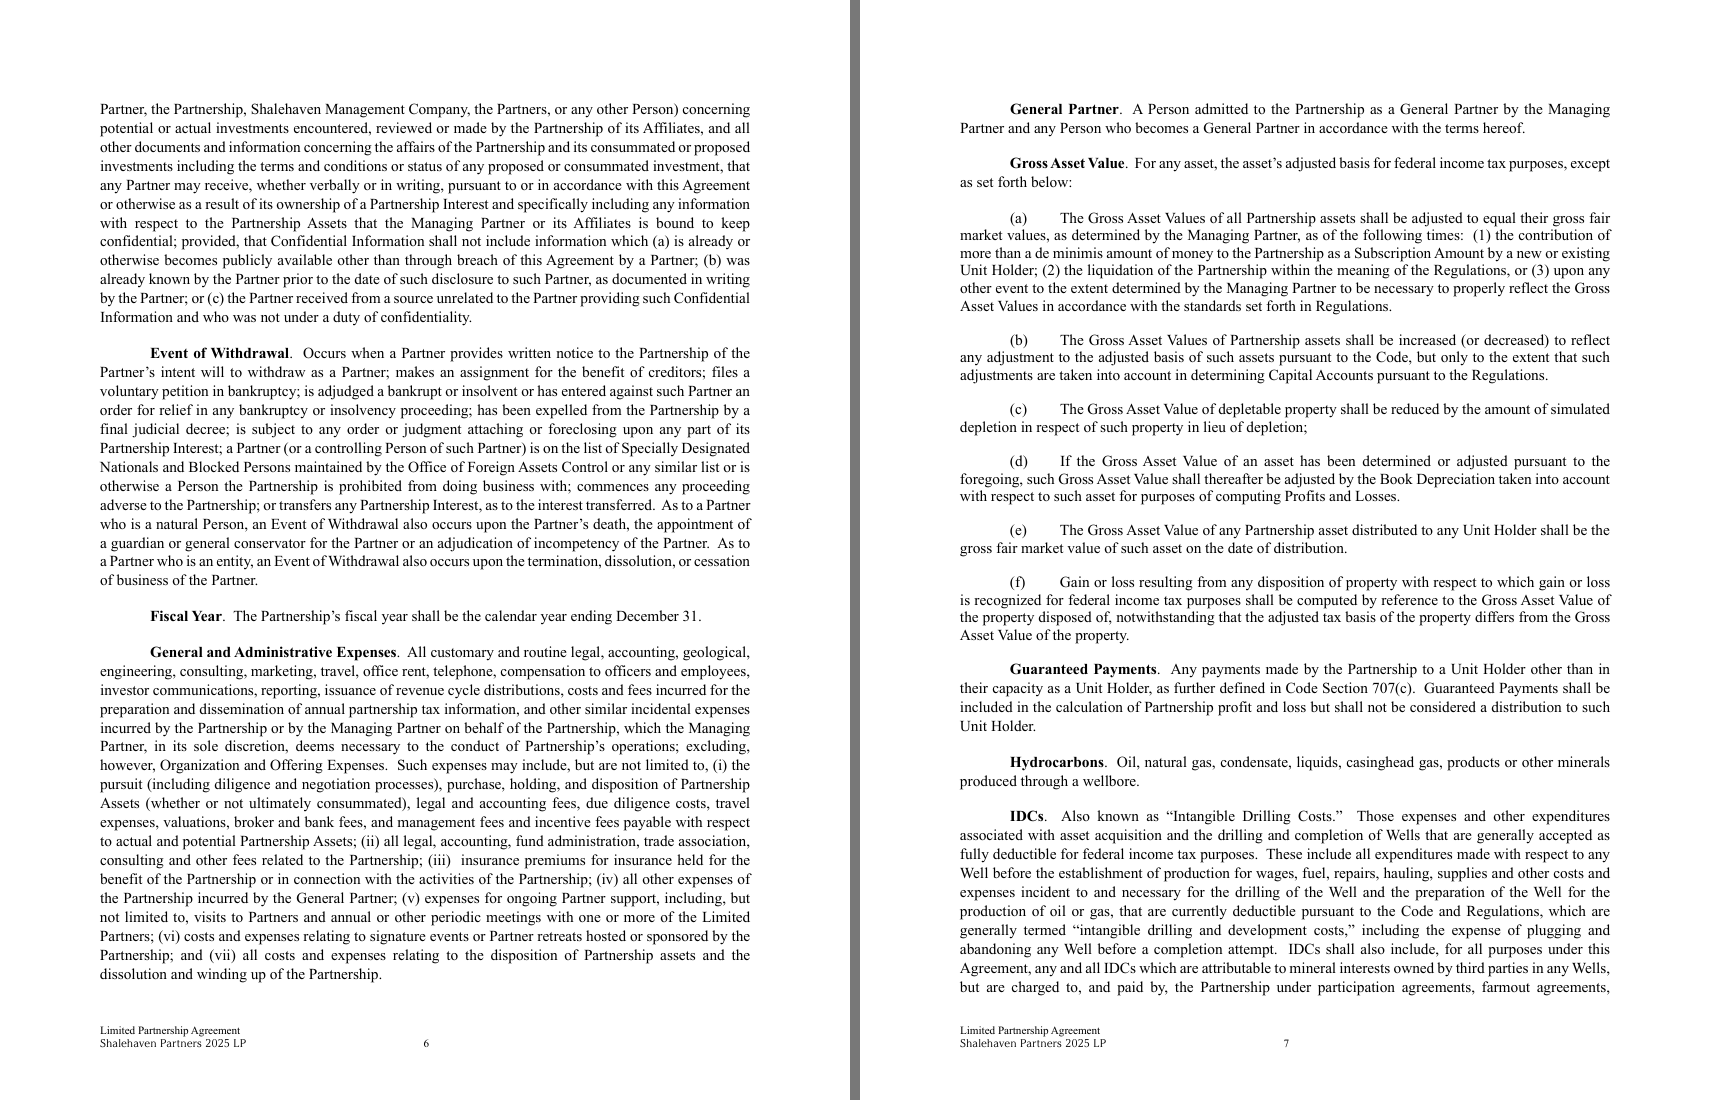 Partner, the Partnership, Shalehaven Management Company, the Partners, or any other Person) concerning
potential or actual investments encountered, reviewed or made by the Partnership of its Affiliates, and all
other documents and information concerning the affairs of the Partnership and its consummated or proposed
investments including the terms and conditions or status of any proposed or consummated investment, that
any Partner may receive, whether verbally or in writing, pursuant to or in accordance with this Agreement
or otherwise as a result of its ownership of a Partnership Interest and specifically including any information
with respect to the Partnership Assets that the Managing Partner or its Affiliates is bound to keep
confidential; provided, that Confidential Information shall not include information which (a) is already or
otherwise becomes publicly available other than through breach of this Agreement by a Partner; (b) was
already known by the Partner prior to the date of such disclosure to such Partner, as documented in writing
by the Partner; or (c) the Partner received from a source unrelated to the Partner providing such Confidential
Information and who was not under a duty of confidentiality.
Event of Withdrawal. Occurs when a Partner provides written notice to the Partnership of the
Partner’s intent will to withdraw as a Partner; makes an assignment for the benefit of creditors; files a
voluntary petition in bankruptcy; is adjudged a bankrupt or insolvent or has entered against such Partner an
order for relief in any bankruptcy or insolvency proceeding; has been expelled from the Partnership by a
final judicial decree; is subject to any order or judgment attaching or foreclosing upon any part of its
Partnership Interest; a Partner (or a controlling Person of such Partner) is on the list of Specially Designated
Nationals and Blocked Persons maintained by the Office of Foreign Assets Control or any similar list or is
otherwise a Person the Partnership is prohibited from doing business with; commences any proceeding
adverse to the Partnership; or transfers any Partnership Interest, as to the interest transferred. As to a Partner
who is a natural Person, an Event of Withdrawal also occurs upon the Partner’s death, the appointment of
a guardian or general conservator for the Partner or an adjudication of incompetency of the Partner. As to
a Partner who is an entity, an Event of Withdrawal also occurs upon the termination, dissolution, or cessation
of business of the Partner.
Fiscal Year. The Partnership’s fiscal year shall be the calendar year ending December 31.
General and Administrative Expenses. All customary and routine legal, accounting, geological,
engineering, consulting, marketing, travel, office rent, telephone, compensation to officers and employees,
investor communications, reporting, issuance of revenue cycle distributions, costs and fees incurred for the
preparation and dissemination of annual partnership tax information, and other similar incidental expenses
incurred by the Partnership or by the Managing Partner on behalf of the Partnership, which the Managing
Partner, in its sole discretion, deems necessary to the conduct of Partnership’s operations; excluding,
however, Organization and Offering Expenses. Such expenses may include, but are not limited to, (i) the
pursuit (including diligence and negotiation processes), purchase, holding, and disposition of Partnership
Assets (whether or not ultimately consummated), legal and accounting fees, due diligence costs, travel
expenses, valuations, broker and bank fees, and management fees and incentive fees payable with respect
to actual and potential Partnership Assets; (ii) all legal, accounting, fund administration, trade association,
consulting and other fees related to the Partnership; (iii) insurance premiums for insurance held for the
benefit of the Partnership or in connection with the activities of the Partnership; (iv) all other expenses of
the Partnership incurred by the General Partner; (v) expenses for ongoing Partner support, including, but
not limited to, visits to Partners and annual or other periodic meetings with one or more of the Limited
Partners; (vi) costs and expenses relating to signature events or Partner retreats hosted or sponsored by the
Partnership; and (vii) all costs and expenses relating to the disposition of Partnership assets and the
dissolution and winding up of the Partnership.
Limited Partnership Agreement
Shalehaven Partners 2025 LP 6
General Partner. A Person admitted to the Partnership as a General Partner by the Managing
Partner and any Person who becomes a General Partner in accordance with the terms hereof.
Gross Asset Value. For any asset, the asset’s adjusted basis for federal income tax purposes, except
as set forth below:
(a) The Gross Asset Values of all Partnership assets shall be adjusted to equal their gross fair
market values, as determined by the Managing Partner, as of the following times: (1) the contribution of
more than a de minimis amount of money to the Partnership as a Subscription Amount by a new or existing
Unit Holder; (2) the liquidation of the Partnership within the meaning of the Regulations, or (3) upon any
other event to the extent determined by the Managing Partner to be necessary to properly reflect the Gross
Asset Values in accordance with the standards set forth in Regulations.
(b) The Gross Asset Values of Partnership assets shall be increased (or decreased) to reflect
any adjustment to the adjusted basis of such assets pursuant to the Code, but only to the extent that such
adjustments are taken into account in determining Capital Accounts pursuant to the Regulations.
(c) The Gross Asset Value of depletable property shall be reduced by the amount of simulated
depletion in respect of such property in lieu of depletion;
(d) If the Gross Asset Value of an asset has been determined or adjusted pursuant to the
foregoing, such Gross Asset Value shall thereafter be adjusted by the Book Depreciation taken into account
with respect to such asset for purposes of computing Profits and Losses.
(e) The Gross Asset Value of any Partnership asset distributed to any Unit Holder shall be the
gross fair market value of such asset on the date of distribution.
(f) Gain or loss resulting from any disposition of property with respect to which gain or loss
is recognized for federal income tax purposes shall be computed by reference to the Gross Asset Value of
the property disposed of, notwithstanding that the adjusted tax basis of the property differs from the Gross
Asset Value of the property.
Guaranteed Payments. Any payments made by the Partnership to a Unit Holder other than in
their capacity as a Unit Holder, as further defined in Code Section 707(c). Guaranteed Payments shall be
included in the calculation of Partnership profit and loss but shall not be considered a distribution to such
Unit Holder.
Hydrocarbons. Oil, natural gas, condensate, liquids, casinghead gas, products or other minerals
produced through a wellbore.
IDCs. Also known as “Intangible Drilling Costs.” Those expenses and other expenditures
associated with asset acquisition and the drilling and completion of Wells that are generally accepted as
fully deductible for federal income tax purposes. These include all expenditures made with respect to any
Well before the establishment of production for wages, fuel, repairs, hauling, supplies and other costs and
expenses incident to and necessary for the drilling of the Well and the preparation of the Well for the
production of oil or gas, that are currently deductible pursuant to the Code and Regulations, which are
generally termed “intangible drilling and development costs,” including the expense of plugging and
abandoning any Well before a completion attempt. IDCs shall also include, for all purposes under this
Agreement, any and all IDCs which are attributable to mineral interests owned by third parties in any Wells,
but are charged to, and paid by, the Partnership under participation agreements, farmout agreements,
Limited Partnership Agreement
Shalehaven Partners 2025 LP 7